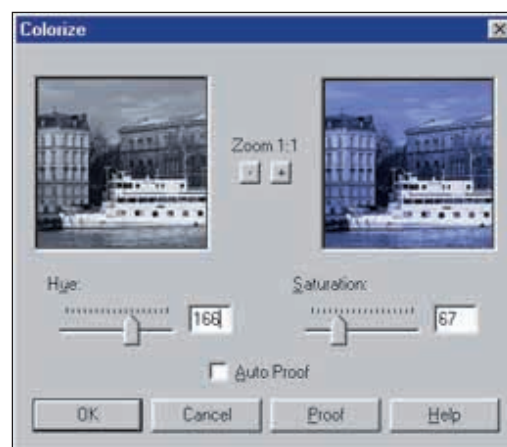 Colorize
Zoom 1:1
- +
Hue: Saturation:
166 67
Auto Proof
OK Cancel Proof Help